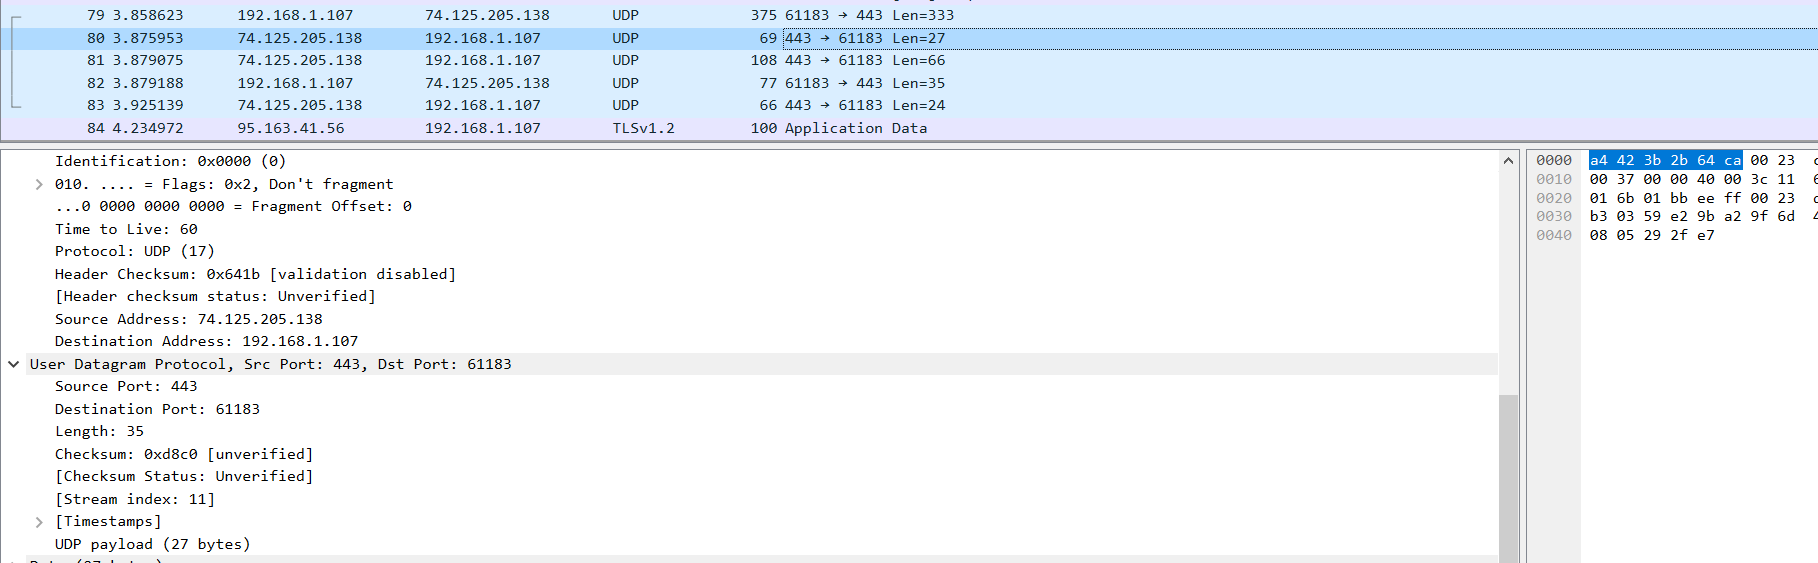 79 3.858623 192.168.1.107 74.125.205.138 UDP 375 61183 → 443 Len=333
80 3.875953 74.125.205.138 192.168.1.107 UDP 69 443 → 61183 Len=27
81 3.879075 74.125.205.138 192.168.1.107 UDP 108 443 → 61183 Len=66
82 3.879188 192.168.1.107 74.125.205.138 UDP 77 61183 → 443 Len=35
83 3.925139 74.125.205.138 192.168.1.107 UDP 66 443 → 61183 Len=24
84 4.234972 95.163.41.56 192.168.1.107 TLSv1.2 100 Application Data
Identification: 0x0000 (0)
010. .... = Flags: 0x2, Don't fragment
...0 0000 0000 0000 = Fragment Offset: 0
Time to Live: 60
Protocol: UDP (17)
Header Checksum: 0x641b [validation disabled]
[Header checksum status: Unverified]
Source Address: 74.125.205.138
Destination Address: 192.168.1.107
User Datagram Protocol, Src Port: 443, Dst Port: 61183
Source Port: 443
Destination Port: 61183
Length: 35
Checksum: 0xd8c0 [unverified]
[Checksum Status: Unverified]
[Stream index: 11]
[Timestamps]
UDP payload (27 bytes)
0000 a4 42 3b 2b 64 ca 00 23
0010 00 37 00 00 40 00 3c 11
0020 01 6b 01 bb ee ff 00 23
0030 b3 03 59 e2 9b a2 9f 6d
0040 08 05 29 2f e7